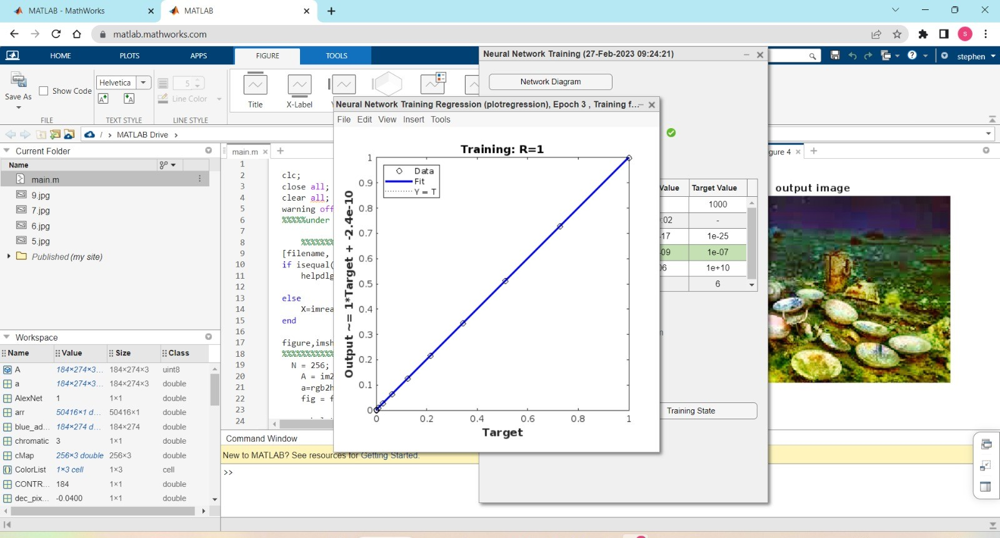 MATLAB - MathWorks
MATLAB
matlab.mathworks.com
S
HOME
PLOTS
APPS
FIGURE
TOOLS
stephen
Save As
Show Code
FILE
Helvetica
A
A
TEXT STYLE
5
Line Color
LINE STYLE
Title
X-Label
Neural Network Training (27-Feb-2023 09:24:21)
Network Diagram
Value
Target Value
1000
:02
-
-17
1e-25
-09
1e-07
06
1e+10
6
n
Training State
Neural Network Training Regression (plotregression), Epoch 3 , Training f...
File Edit View Insert Tools
Training: R=1
Data
Fit
Y = T
Output ~= 1*Target + -2.4e-10
1
0.9
0.8
0.7
0.6
0.5
0.4
0.3
0.2
0.1
0
0 0.2 0.4 0.6 0.8 1
Target
/ > MATLAB Drive >
Current Folder
Name
main.m
9.jpg
7.jpg
6.jpg
5.jpg
Published (my site)
main.m
1
2 clc;
3 close all;
4 clear all;
5 warning off
6 %%%%%under
7
8 %%%%%%%
9 [filename,
10 if isequal(
11 helpdlg
12
13 else
14 X=imrea
15 end
16
17 figure,imsh
18 %%%%%%%%%%%
19 N = 256;
20 A = im2
21 a=rgb2h
22 fig = f
23
24
gure 4
output image
Workspace
Name Value Size Class
A 184×274×3... 184×274×3 uint8
a 184×274×3... 184×274×3 double
AlexNet 1 1×1 double
arr 50416×1 d... 50416×1 double
blue_ad... 184×274 d... 184×274 double
chromatic 3 1×1 double
cMap 256×3 double 256×3 double
ColorList 1×3 cell 1×3 cell
CONTR... 184 1×1 double
dec_pix... -0.0400 1×1 double
Command Window
New to MATLAB? See resources for Getting Started.
>>